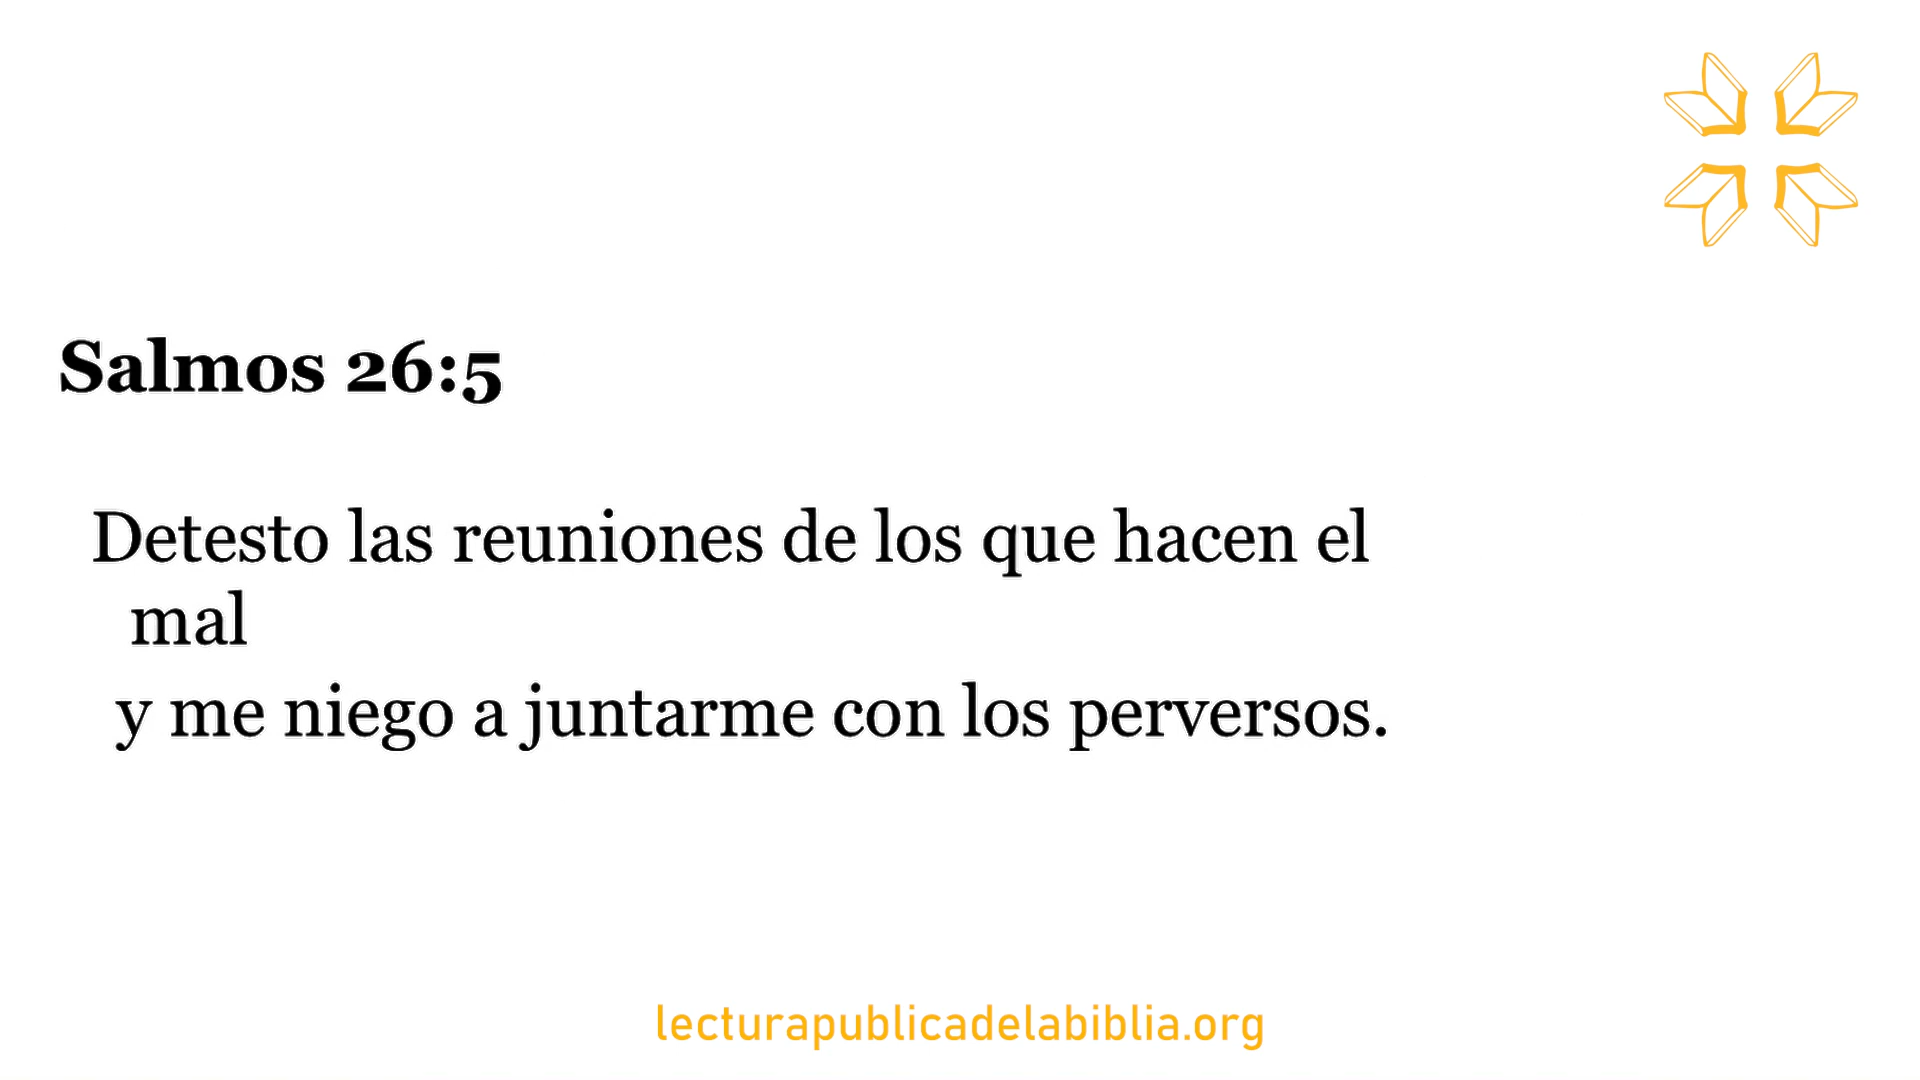 Salmos 26:5
Detesto las reuniones de los que hacen el
mal
y me niego a juntarme con los perversos.
lecturapublicadelabiblia.org